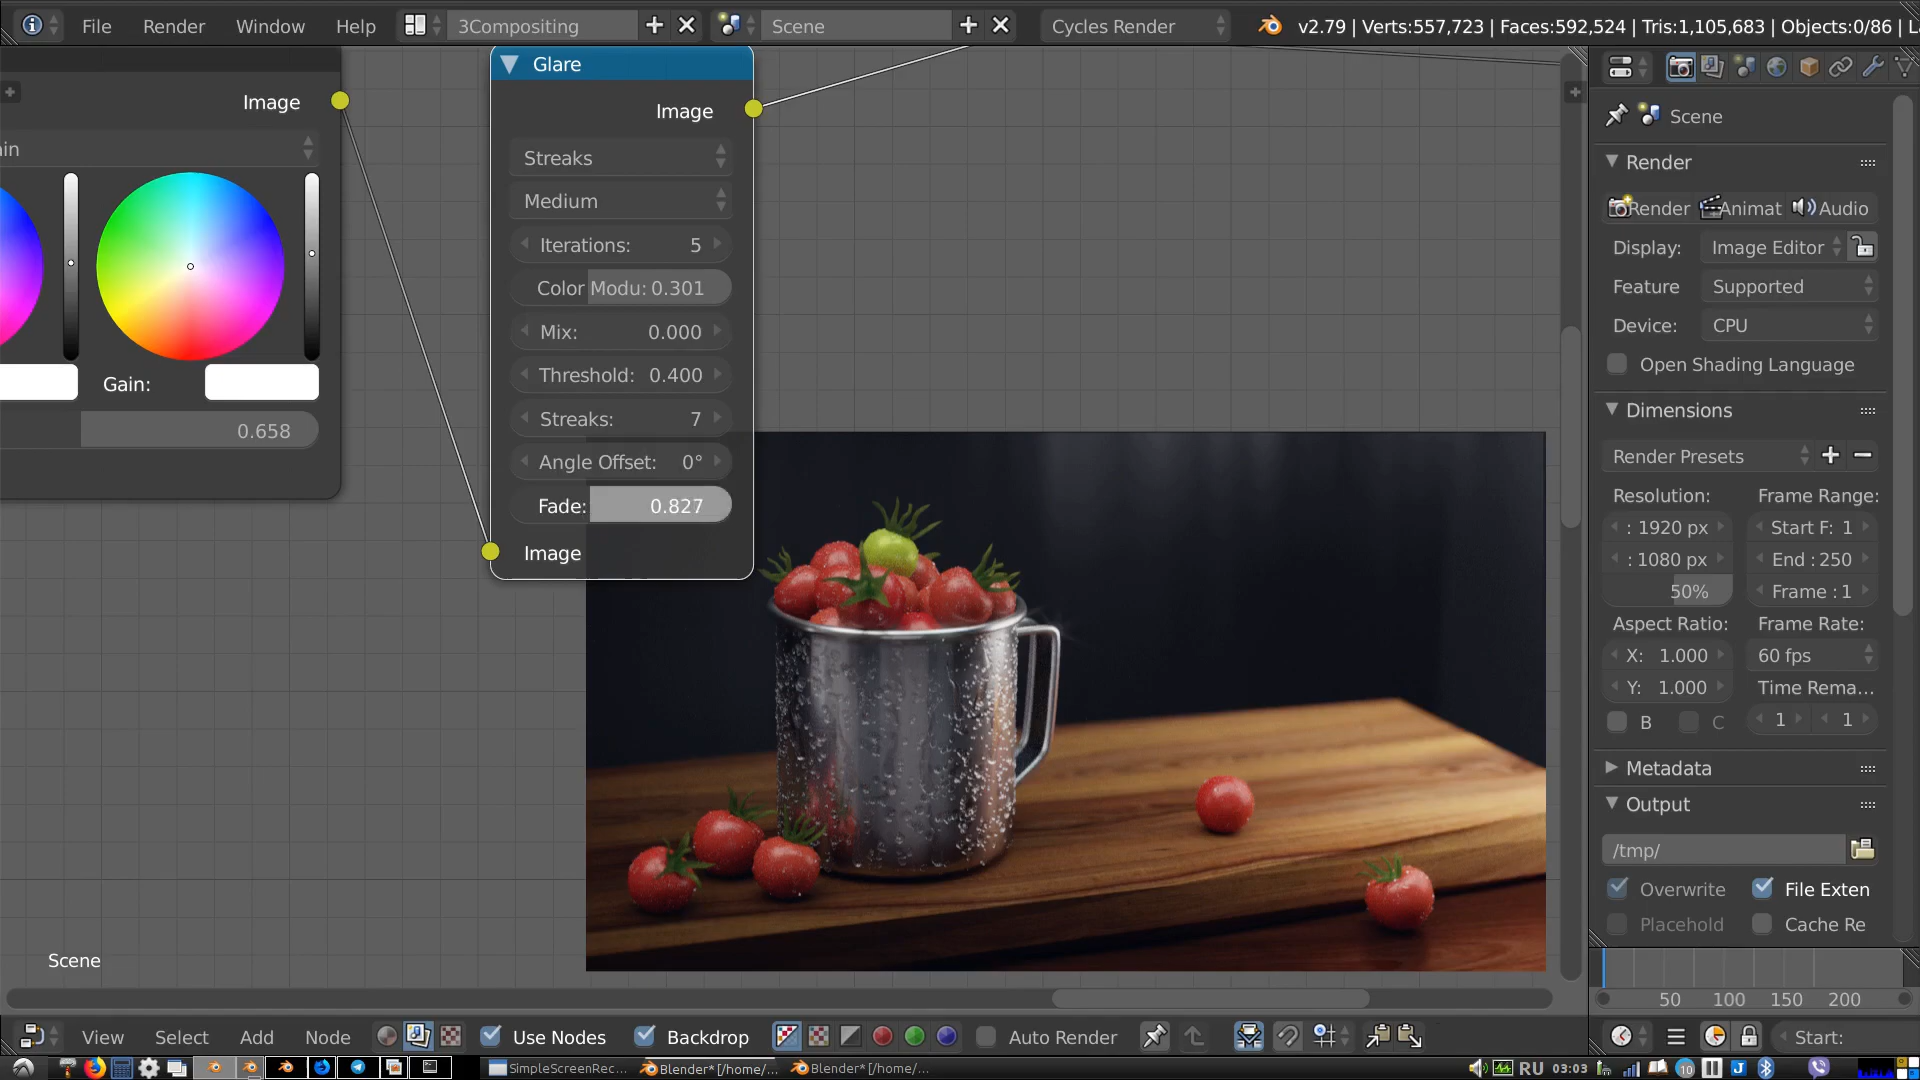 File Render Window Help 3Compositing Scene Cycles Render v2.79 | Verts:557,723 | Faces:592,524 | Tris:1,105,683 | Objects:0/86 | L
Glare
Image
Image
Streaks
Medium
Iterations: 5
Color Modu: 0.301
Mix: 0.000
Threshold: 0.400
Streaks: 7
Angle Offset: 0°
Fade: 0.827
Image
in
Gain:
0.658
Scene
Scene
Render
Render Animat Audio
Display: Image Editor
Feature Supported
Device: CPU
Open Shading Language
Dimensions
Render Presets
Resolution: Frame Range:
: 1920 px Start F: 1
: 1080 px End : 250
50% Frame : 1
Aspect Ratio: Frame Rate:
X: 1.000 60 fps
Y: 1.000 Time Rema...
B C 1 1
Metadata
Output
/tmp/
Overwrite File Exten
Placehold Cache Re
50 100 150 200
View Select Add Node Use Nodes Backdrop Auto Render Start:
SimpleScreenRec... Blender* [/home/... Blender* [/home/... RU 03:03 10